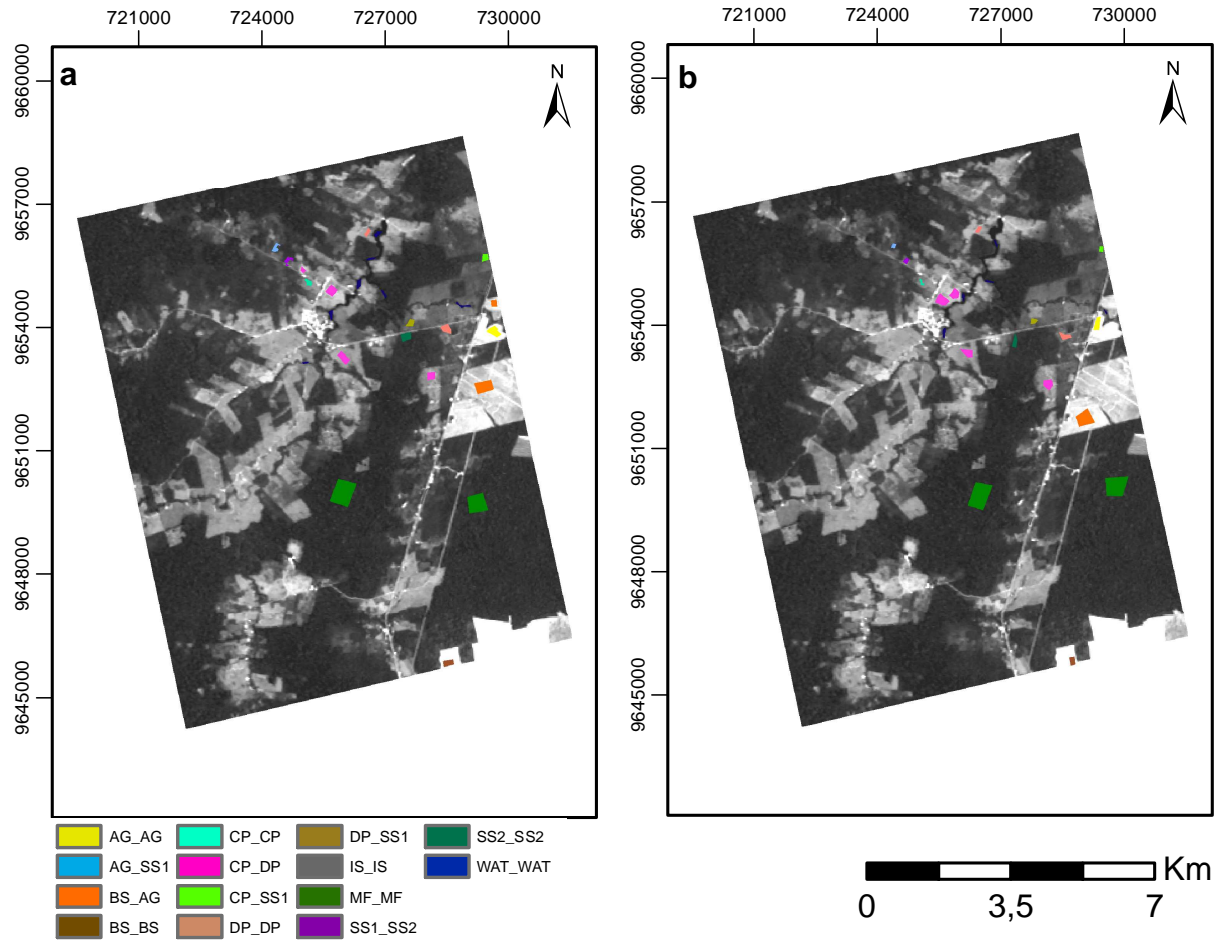 721000 724000 727000 730000
721000 724000 727000 730000
a
N
b
N
9660000
9657000
9654000
9651000
9648000
9645000
9660000
9657000
9654000
9651000
9648000
9645000
AG_AG CP_CP DP_SS1 SS2_SS2
AG_SS1 CP_DP IS_IS WAT_WAT
BS_AG CP_SS1 MF_MF
BS_BS DP_DP SS1_SS2
Km
0 3,5 7